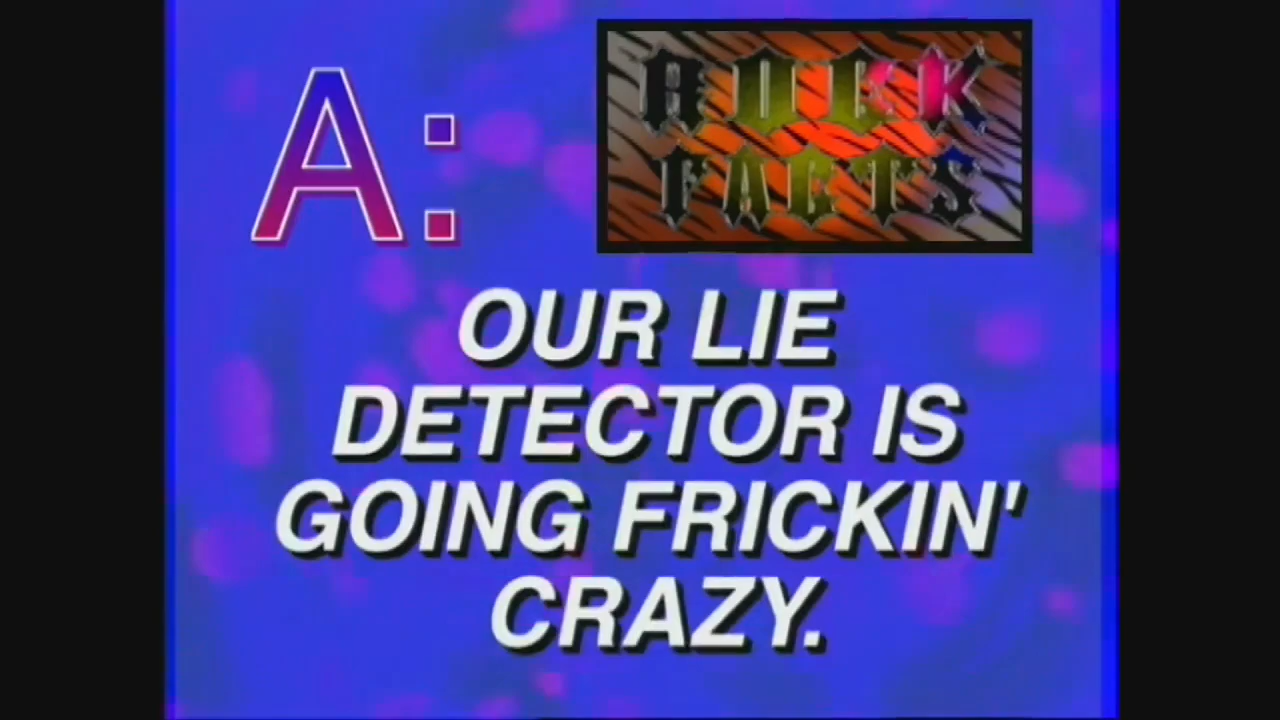 A:
ROCK
FACTS
OUR LIE
DETECTOR IS
GOING FRICKIN'
CRAZY.